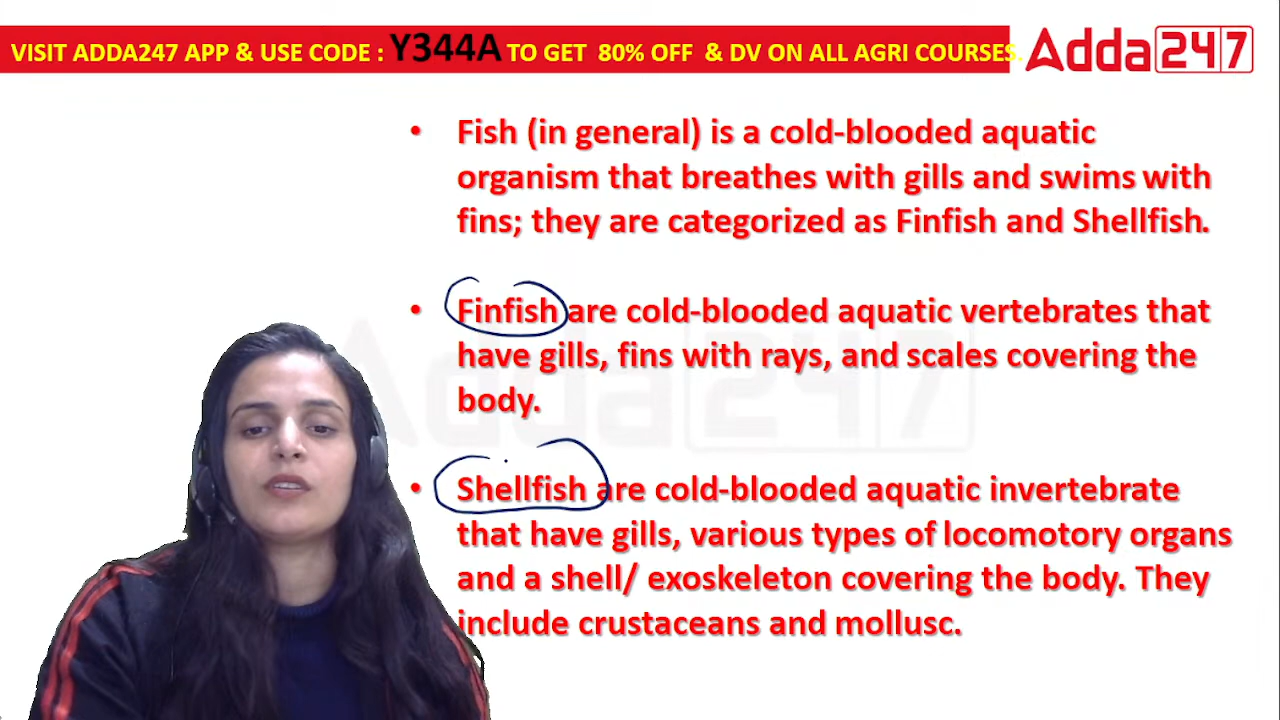 VISIT ADDA247 APP & USE CODE : Y344A TO GET 80% OFF & DV ON ALL AGRI COURSES.
Adda247
• Fish (in general) is a cold-blooded aquatic
organism that breathes with gills and swims with
fins; they are categorized as Finfish and Shellfish.
• Finfish are cold-blooded aquatic vertebrates that
have gills, fins with rays, and scales covering the
body.
• Shellfish are cold-blooded aquatic invertebrate
that have gills, various types of locomotory organs
and a shell/ exoskeleton covering the body. They
include crustaceans and mollusc.
Adda247